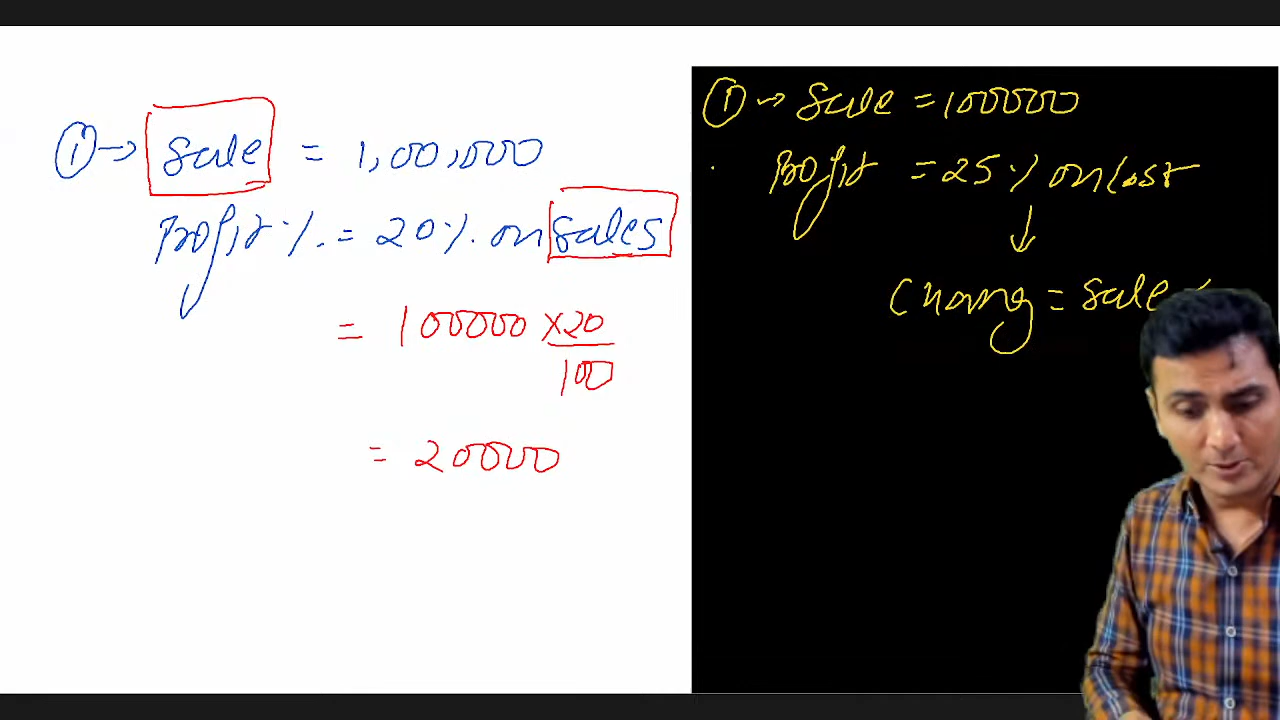 ① → Sale = 1,00,000
Profit % = 20% on Sales
= 100000 × 20
100
= 20000
① → Sale = 100000
Profit = 25% on Cost
↓
= Sale